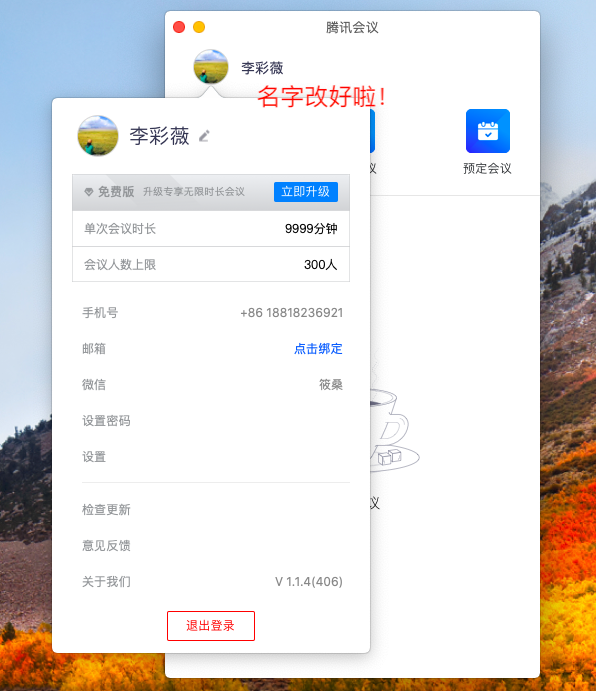 腾讯会议
李彩薇
名字改好啦！
李彩薇
预定会议
议
免费版 升级专享无限时长会议 立即升级
单次会议时长 9999分钟
会议人数上限 300人
手机号 +86 18818236921
邮箱 点击绑定
微信 筱桑
设置密码
设置
议
检查更新
意见反馈
关于我们 V 1.1.4(406)
退出登录